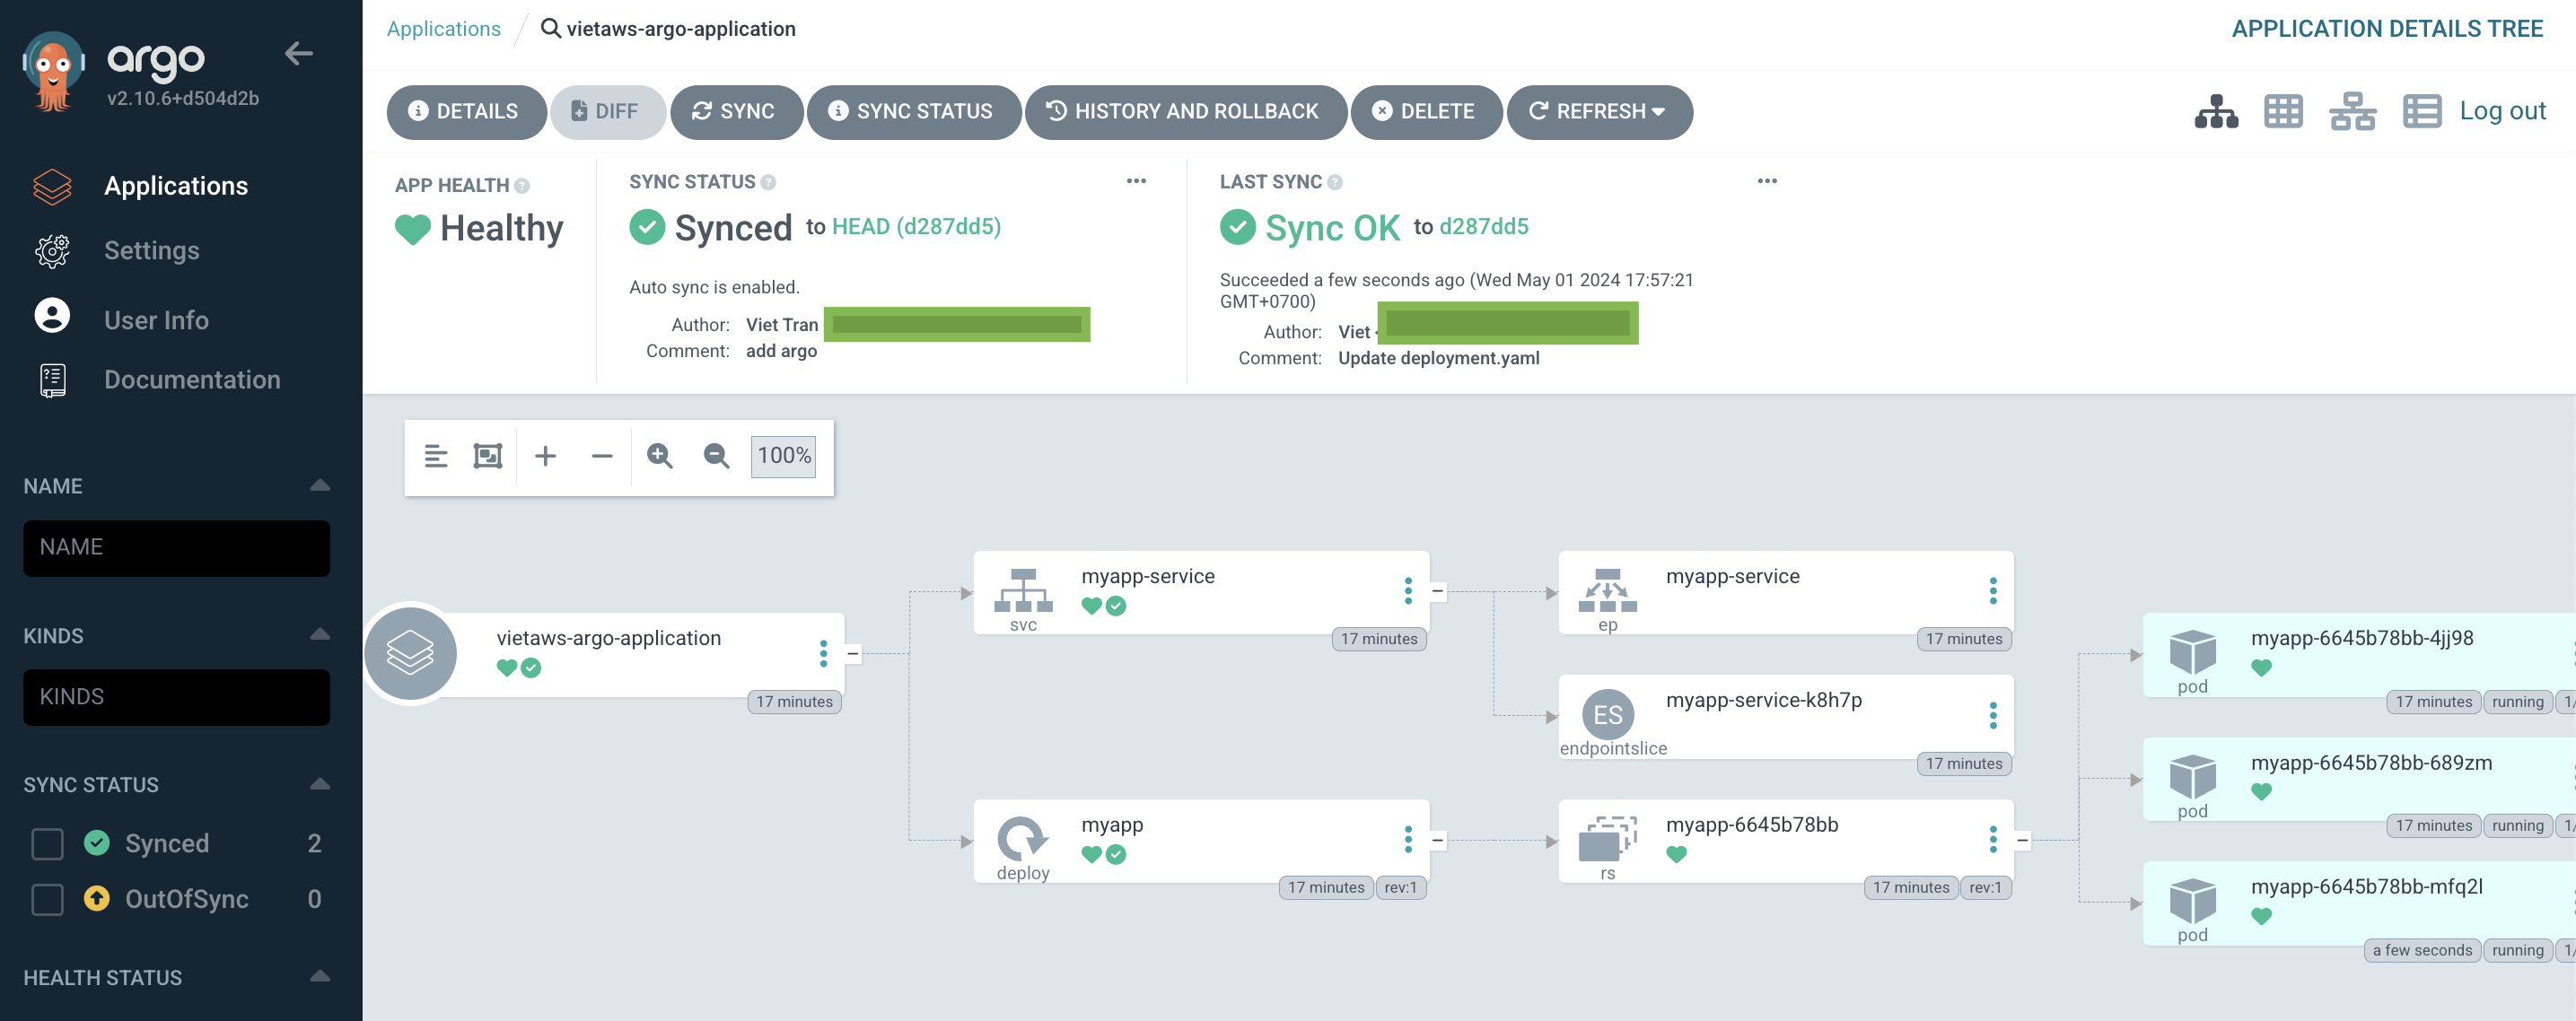 argo
v2.10.6+d504d2b
Applications
Settings
User Info
Documentation
NAME
NAME
KINDS
KINDS
SYNC STATUS
Synced 2
OutOfSync 0
HEALTH STATUS
Applications / vietaws-argo-application
APPLICATION DETAILS TREE
DETAILS DIFF SYNC SYNC STATUS HISTORY AND ROLLBACK DELETE REFRESH
Log out
APP HEALTH
Healthy
SYNC STATUS
Synced to HEAD (d287dd5)
Auto sync is enabled.
Author: Viet Tran
Comment: add argo
LAST SYNC
Sync OK to d287dd5
Succeeded a few seconds ago (Wed May 01 2024 17:57:21
GMT+0700)
Author: Viet
Comment: Update deployment.yaml
100%
vietaws-argo-application
17 minutes
myapp-service
svc
17 minutes
myapp
deploy
17 minutes rev:1
myapp-service
ep
17 minutes
ES
myapp-service-k8h7p
endpointslice
17 minutes
myapp-6645b78bb
rs
17 minutes rev:1
myapp-6645b78bb-4jj98
pod
17 minutes running 1/
myapp-6645b78bb-689zm
pod
17 minutes running 1/
myapp-6645b78bb-mfq2l
pod
a few seconds running 1/